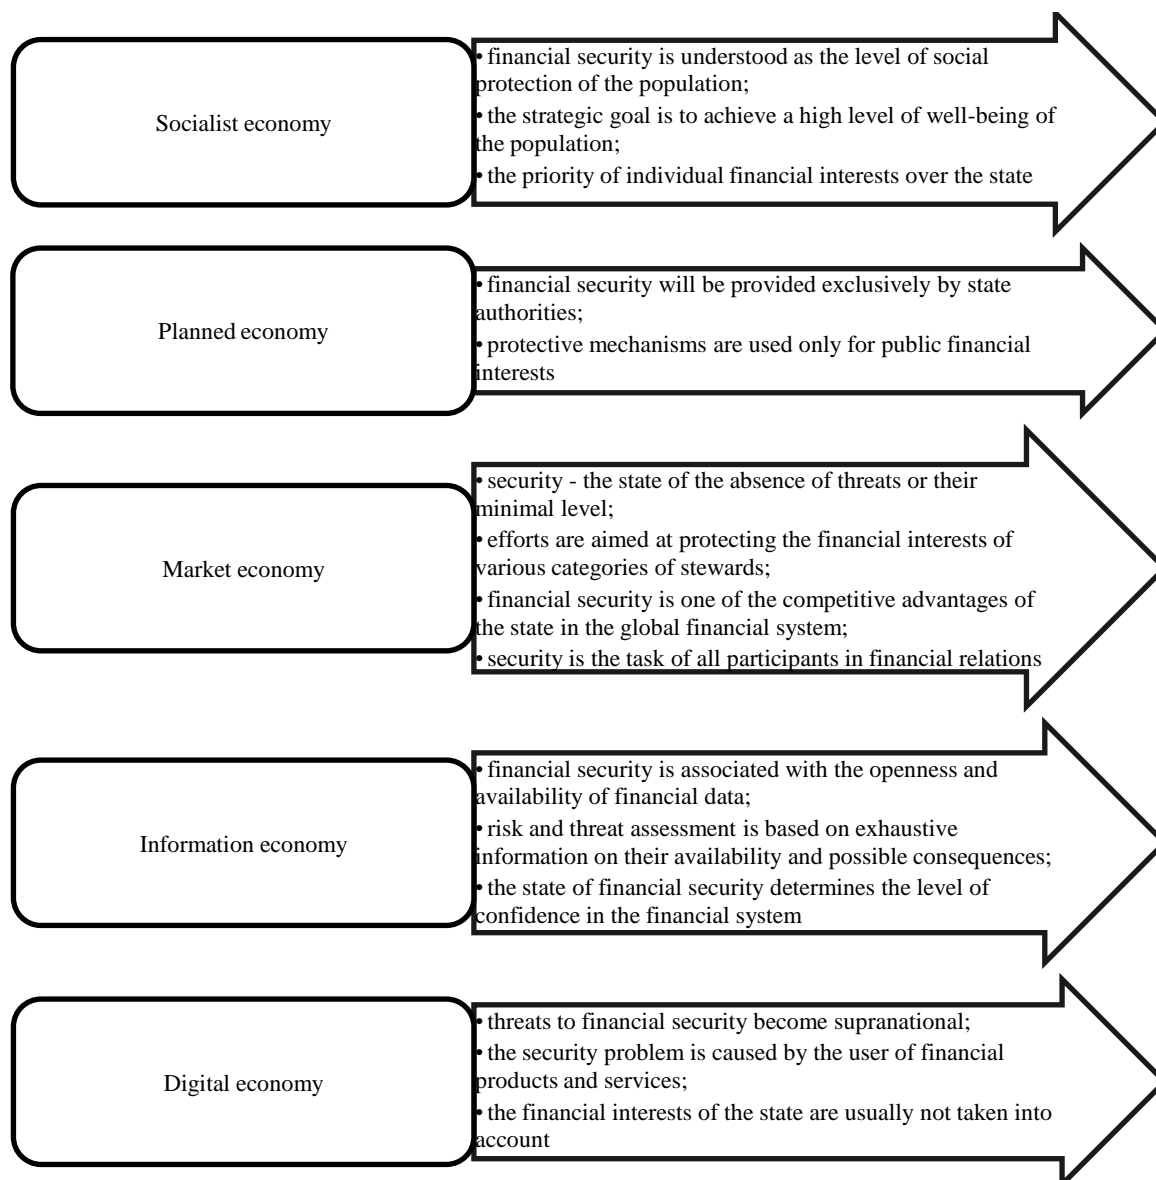 Socialist economy
• financial security is understood as the level of social
protection of the population;
• the strategic goal is to achieve a high level of well-being of
the population;
• the priority of individual financial interests over the state
Planned economy
• financial security will be provided exclusively by state
authorities;
• protective mechanisms are used only for public financial
interests
Market economy
• security - the state of the absence of threats or their
minimal level;
• efforts are aimed at protecting the financial interests of
various categories of stewards;
• financial security is one of the competitive advantages of
the state in the global financial system;
• security is the task of all participants in financial relations
Information economy
• financial security is associated with the openness and
availability of financial data;
• risk and threat assessment is based on exhaustive
information on their availability and possible consequences;
• the state of financial security determines the level of
confidence in the financial system
Digital economy
• threats to financial security become supranational;
• the security problem is caused by the user of financial
products and services;
• the financial interests of the state are usually not taken into
account